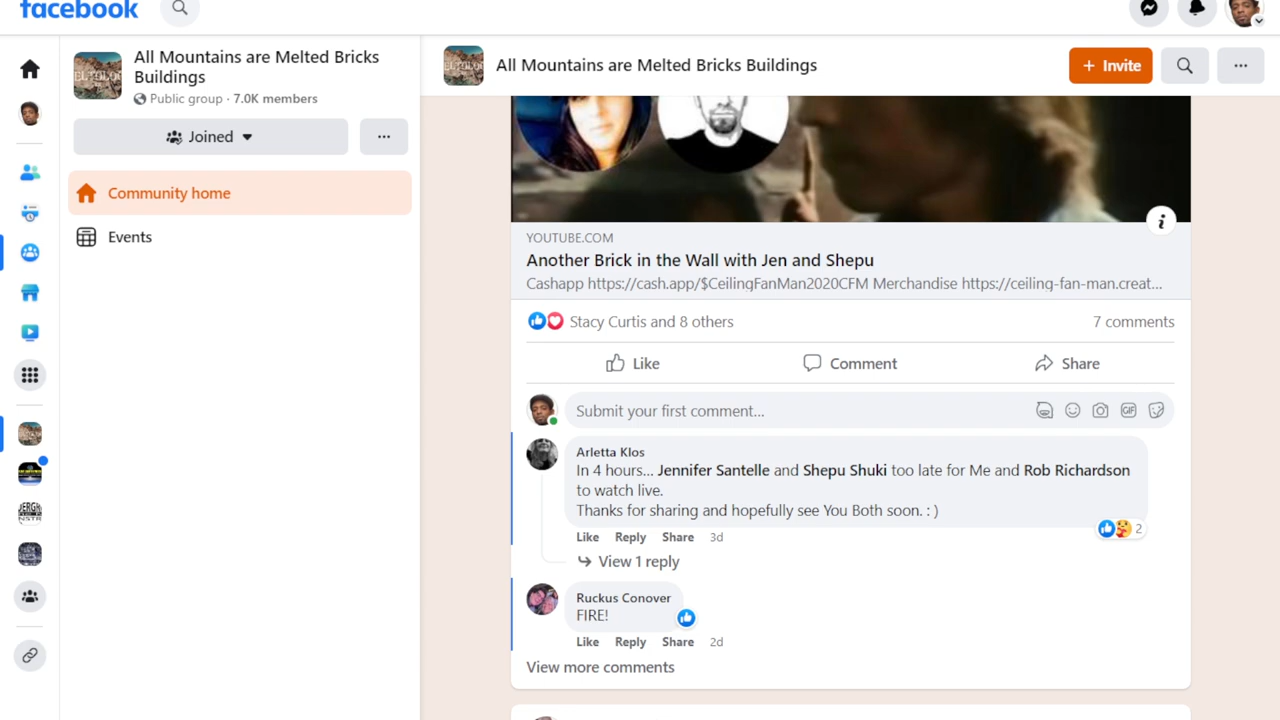 facebook
All Mountains are Melted Bricks
Buildings
Public group · 7.0K members
Joined
Community home
Events
All Mountains are Melted Bricks Buildings
+ Invite
YOUTUBE.COM
Another Brick in the Wall with Jen and Shepu
Cashapp https://cash.app/$CeilingFanMan2020CFM Merchandise https://ceiling-fan-man.creat...
Stacy Curtis and 8 others
7 comments
Like
Comment
Share
Submit your first comment...
GIF
Arletta Klos
In 4 hours... Jennifer Santelle and Shepu Shuki too late for Me and Rob Richardson
to watch live.
Thanks for sharing and hopefully see You Both soon. : )
2
Like Reply Share 3d
View 1 reply
Ruckus Conover
FIRE!
Like Reply Share 2d
View more comments